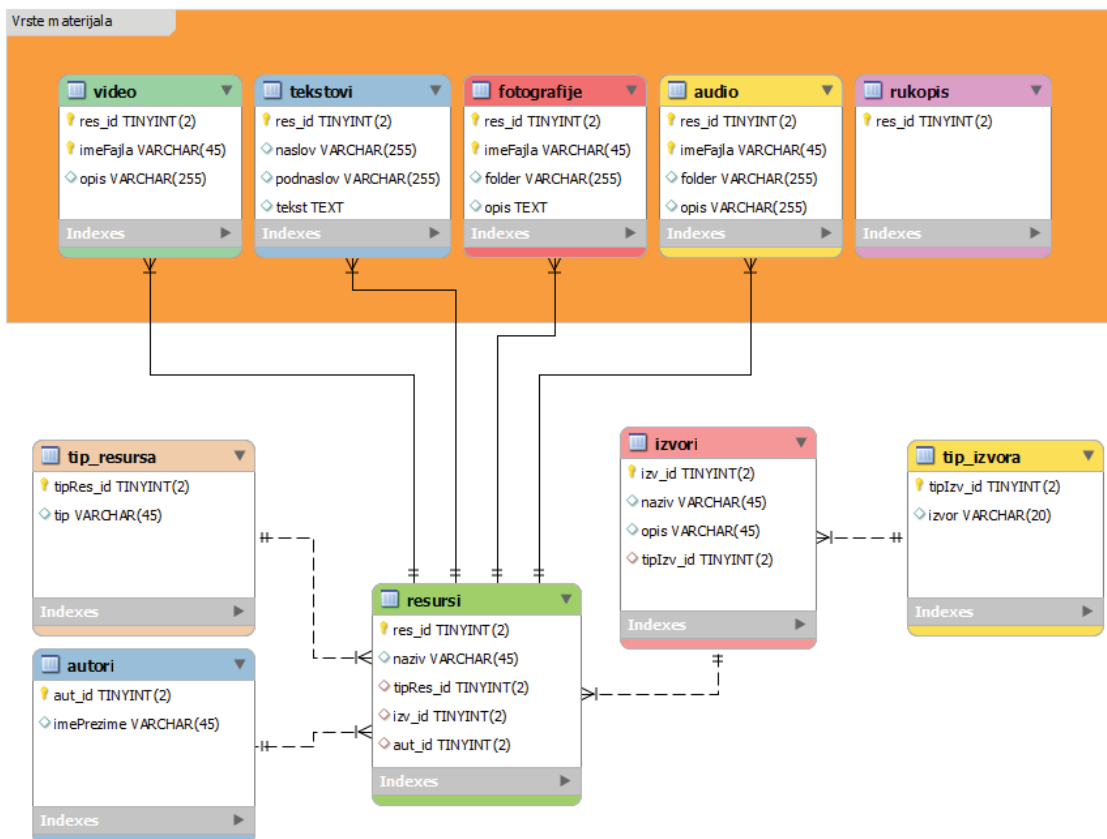 Vrste materijala
video
res_id TINYINT(2)
imeFajla VARCHAR(45)
opis VARCHAR(255)
Indexes
tekstovi
res_id TINYINT(2)
naslov VARCHAR(255)
podnaslov VARCHAR(255)
tekst TEXT
Indexes
fotografije
res_id TINYINT(2)
imeFajla VARCHAR(45)
folder VARCHAR(255)
opis TEXT
Indexes
audio
res_id TINYINT(2)
imeFajla VARCHAR(45)
folder VARCHAR(255)
opis VARCHAR(255)
Indexes
rukopis
res_id TINYINT(2)
Indexes
tip_resursa
tipRes_id TINYINT(2)
tip VARCHAR(45)
Indexes
izvori
izv_id TINYINT(2)
naziv VARCHAR(45)
opis VARCHAR(45)
tipIzv_id TINYINT(2)
Indexes
tip_izvora
tipIzv_id TINYINT(2)
izvor VARCHAR(20)
Indexes
resursi
res_id TINYINT(2)
naziv VARCHAR(45)
tipRes_id TINYINT(2)
izv_id TINYINT(2)
aut_id TINYINT(2)
Indexes
autori
aut_id TINYINT(2)
imePrezime VARCHAR(45)
Indexes